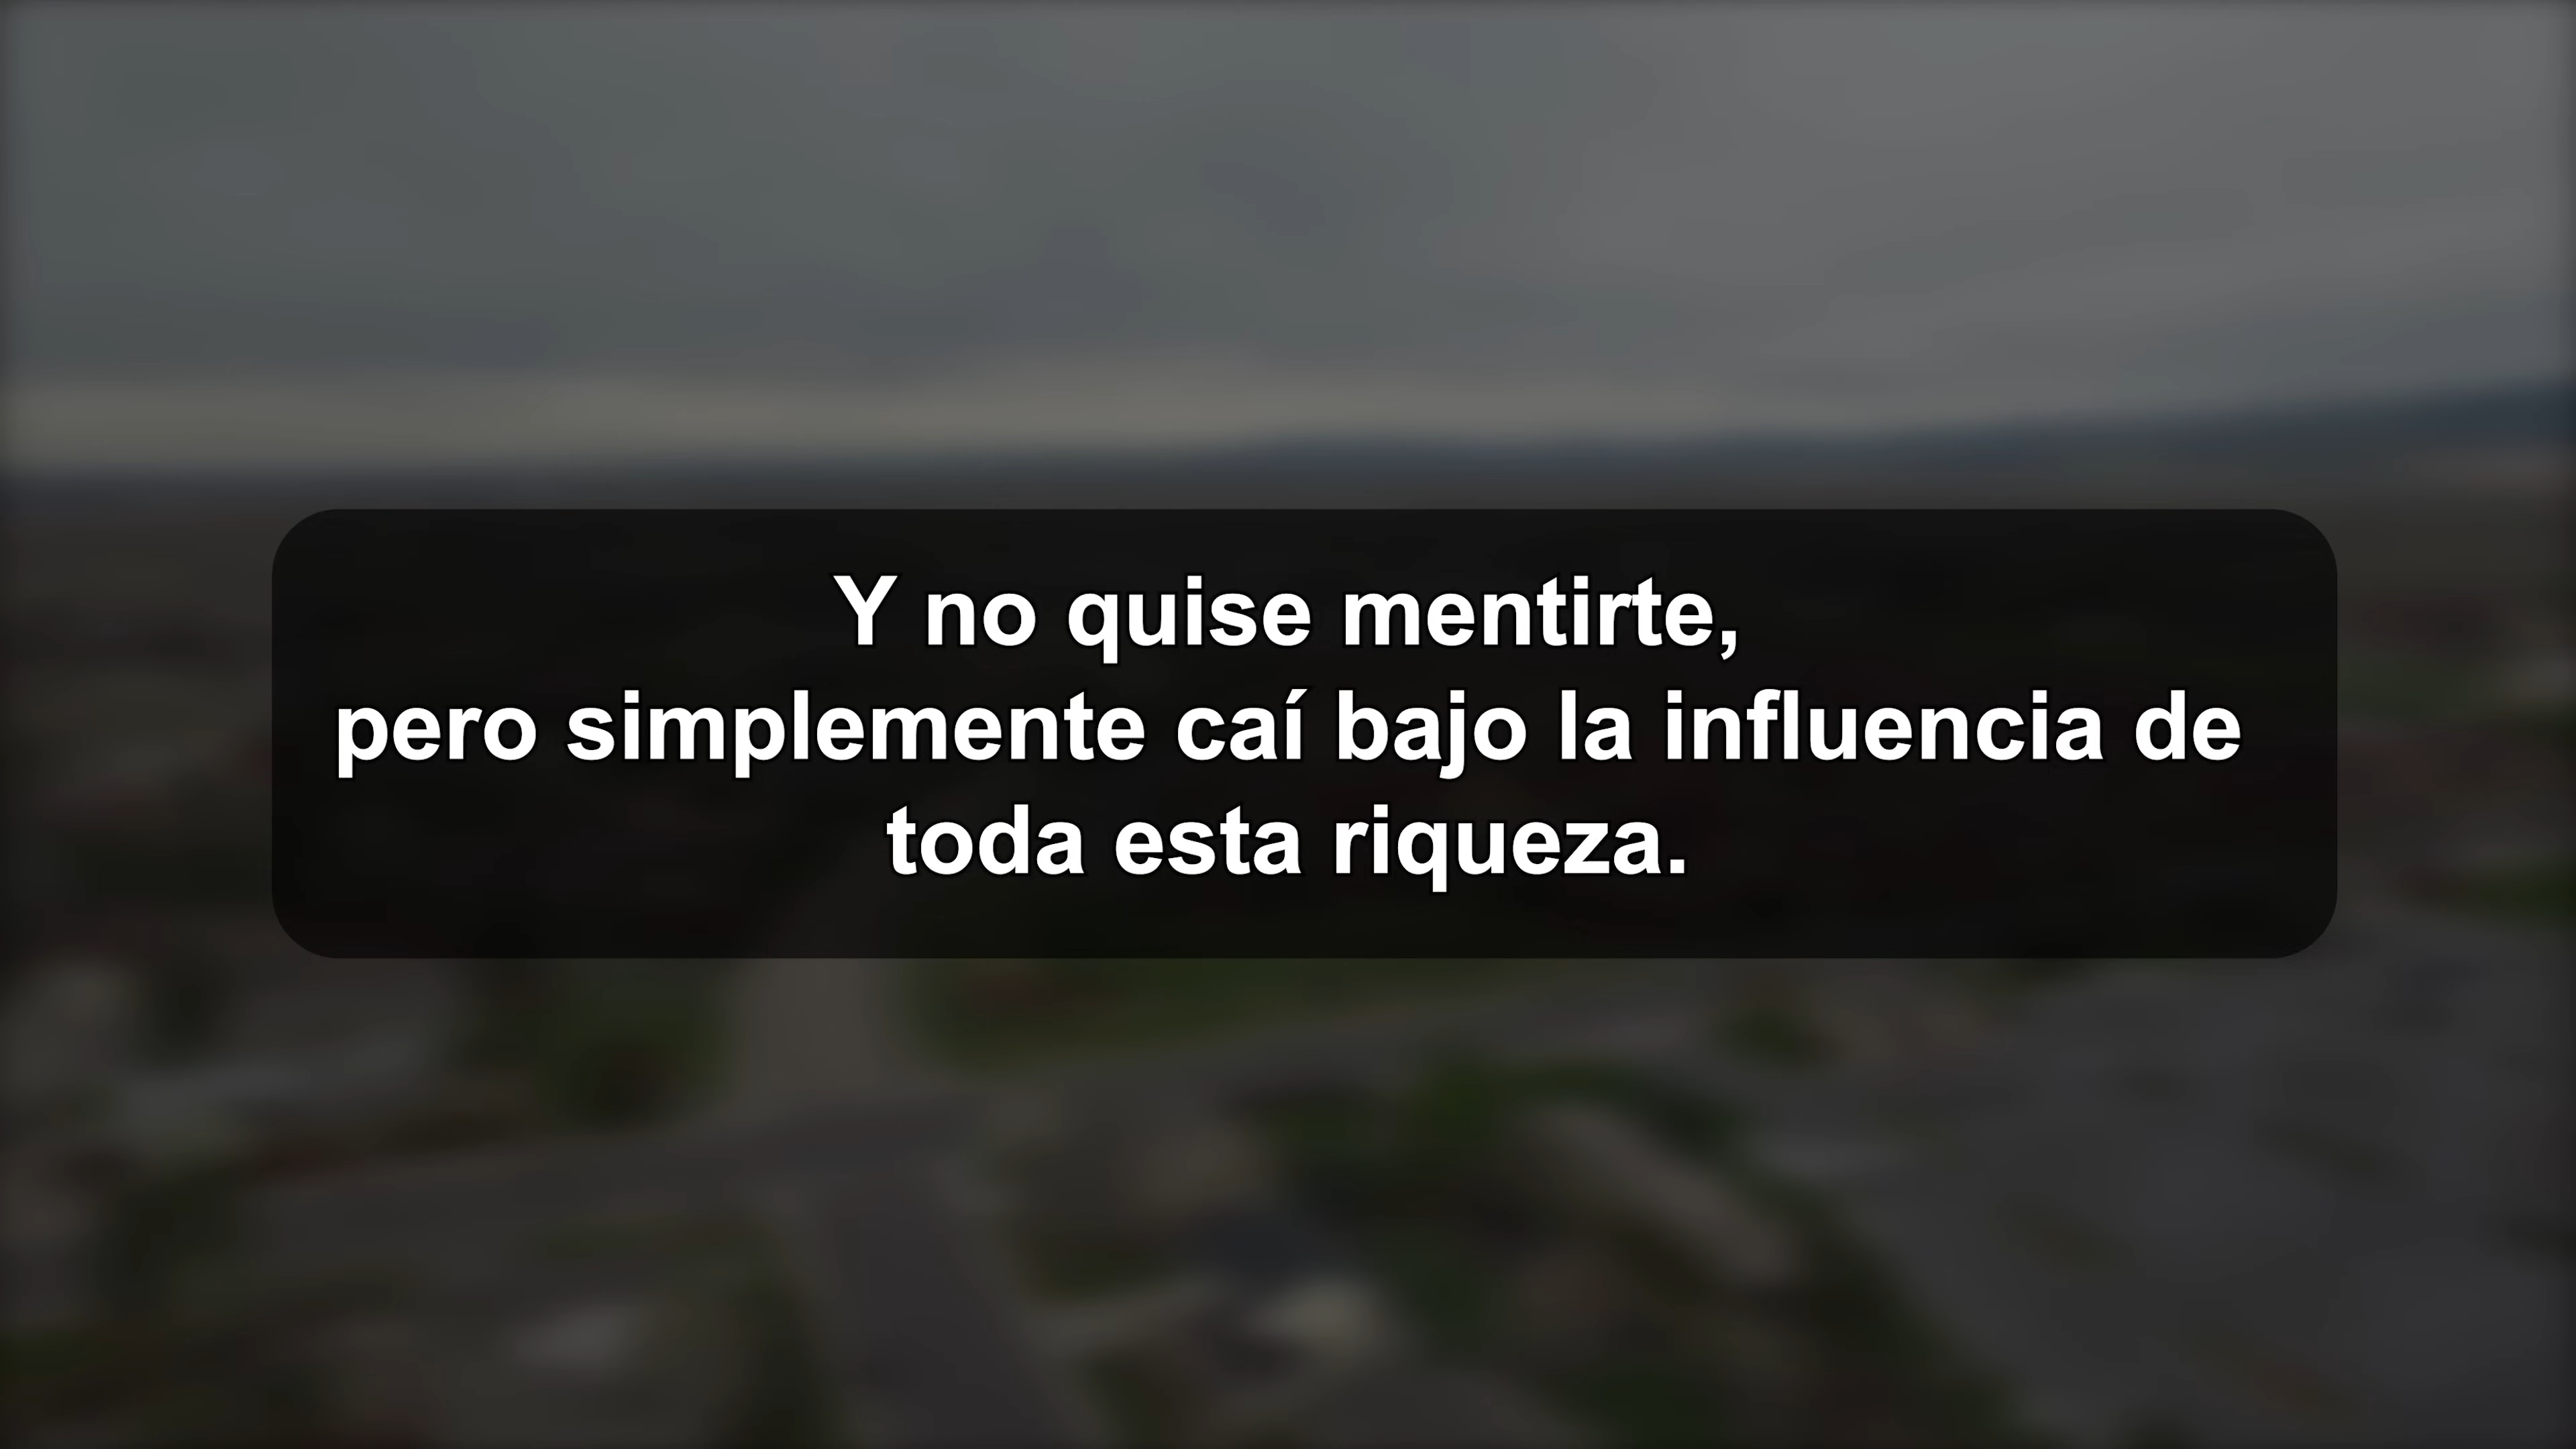 Y no quise mentirte,
pero simplemente caí bajo la influencia de
toda esta riqueza.